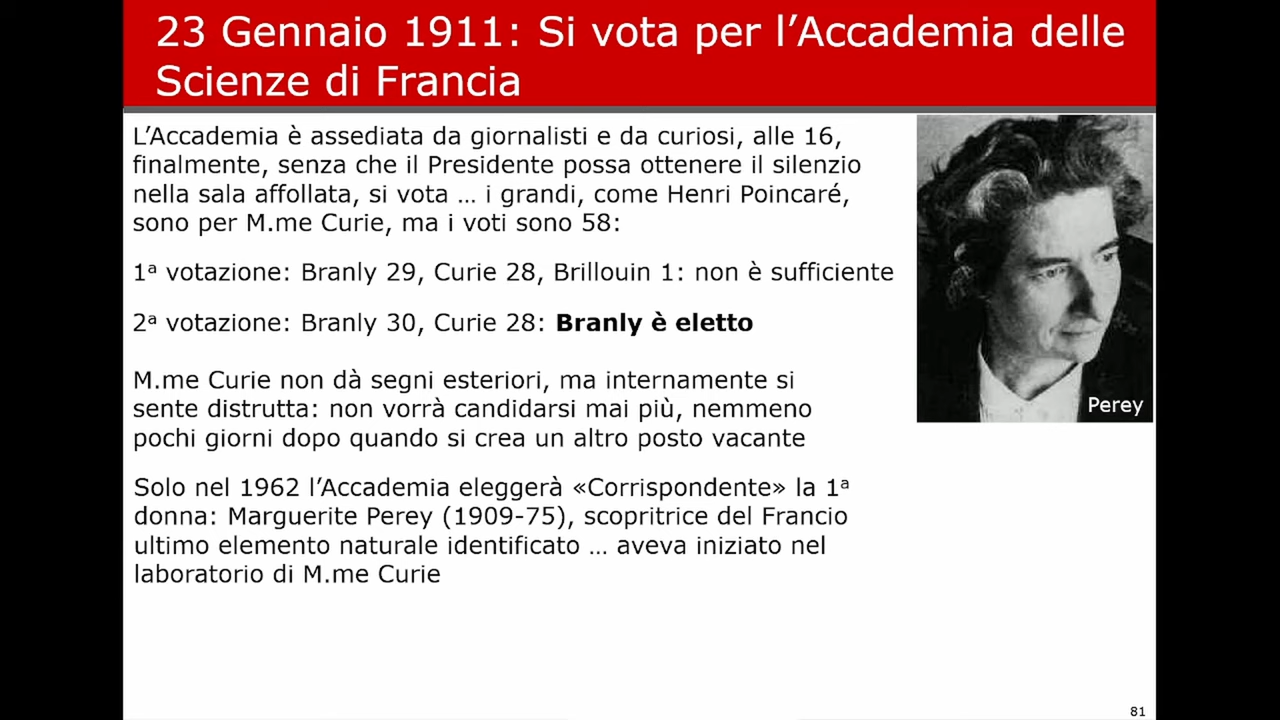 23 Gennaio 1911: Si vota per l’Accademia delle
Scienze di Francia
L’Accademia è assediata da giornalisti e da curiosi, alle 16,
finalmente, senza che il Presidente possa ottenere il silenzio
nella sala affollata, si vota … i grandi, come Henri Poincaré,
sono per M.me Curie, ma i voti sono 58:
1ª votazione: Branly 29, Curie 28, Brillouin 1: non è sufficiente
2ª votazione: Branly 30, Curie 28: Branly è eletto
M.me Curie non dà segni esteriori, ma internamente si
sente distrutta: non vorrà candidarsi mai più, nemmeno
pochi giorni dopo quando si crea un altro posto vacante
Solo nel 1962 l’Accademia eleggerà «Corrispondente» la 1ª
donna: Marguerite Perey (1909-75), scopritrice del Francio
ultimo elemento naturale identificato … aveva iniziato nel
laboratorio di M.me Curie
Perey
81